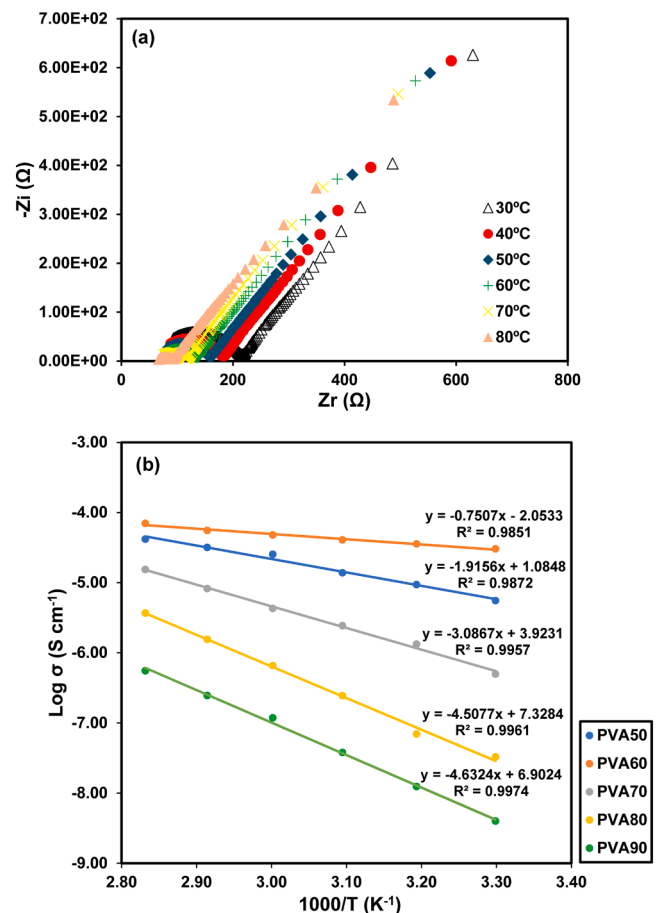 (a)
7.00E+02
6.00E+02
5.00E+02
4.00E+02
3.00E+02
2.00E+02
1.00E+02
0.00E+00
-Zi (Ω)
30ºC
40ºC
50ºC
60ºC
70ºC
80ºC
0
200
400
600
800
Zr (Ω)
(b)
-3.00
-4.00
-5.00
-6.00
-7.00
-8.00
-9.00
Log σ (S cm⁻¹)
y = -0.7507x - 2.0533
R² = 0.9851
y = -1.9156x + 1.0848
R² = 0.9872
y = -3.0867x + 3.9231
R² = 0.9957
y = -4.5077x + 7.3284
R² = 0.9961
y = -4.6324x + 6.9024
R² = 0.9974
PVA50
PVA60
PVA70
PVA80
PVA90
2.80
2.90
3.00
3.10
3.20
3.30
3.40
1000/T (K⁻¹)